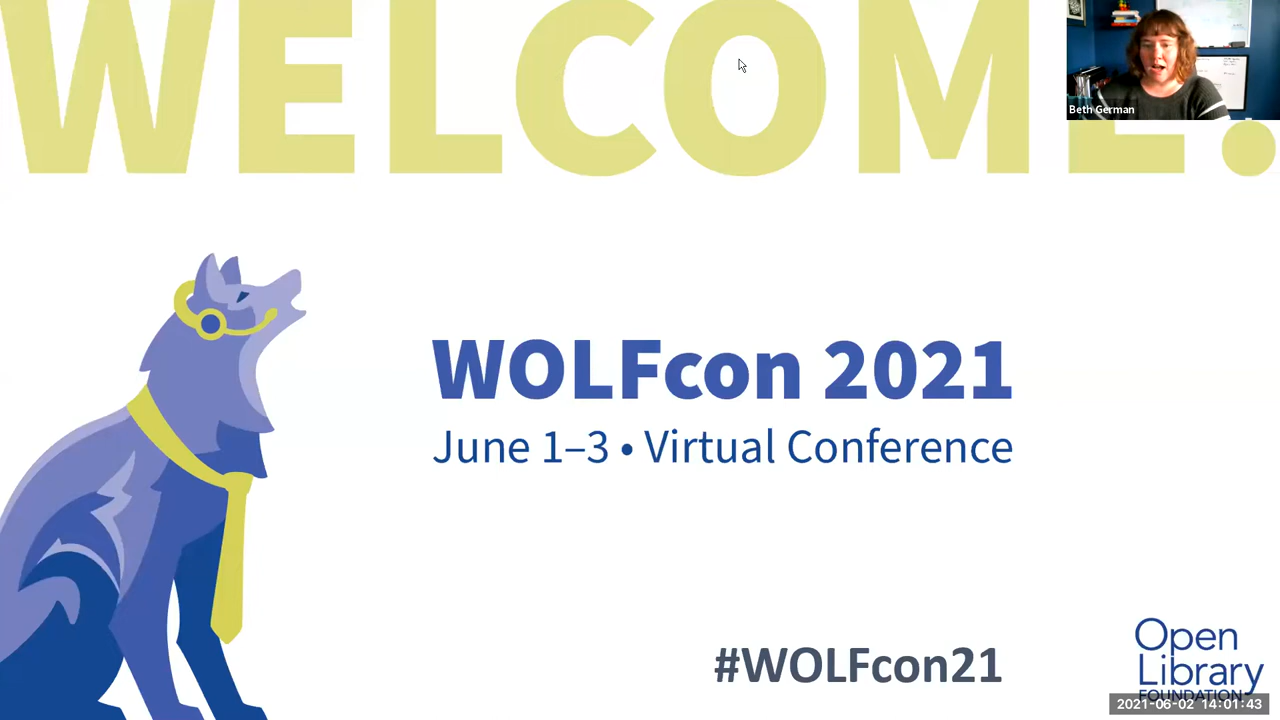 WELCOME.
Beth German
WOLFcon 2021
June 1–3 • Virtual Conference
#WOLFcon21
Open
Library
FOUNDATION
2021-06-02 14:01:43